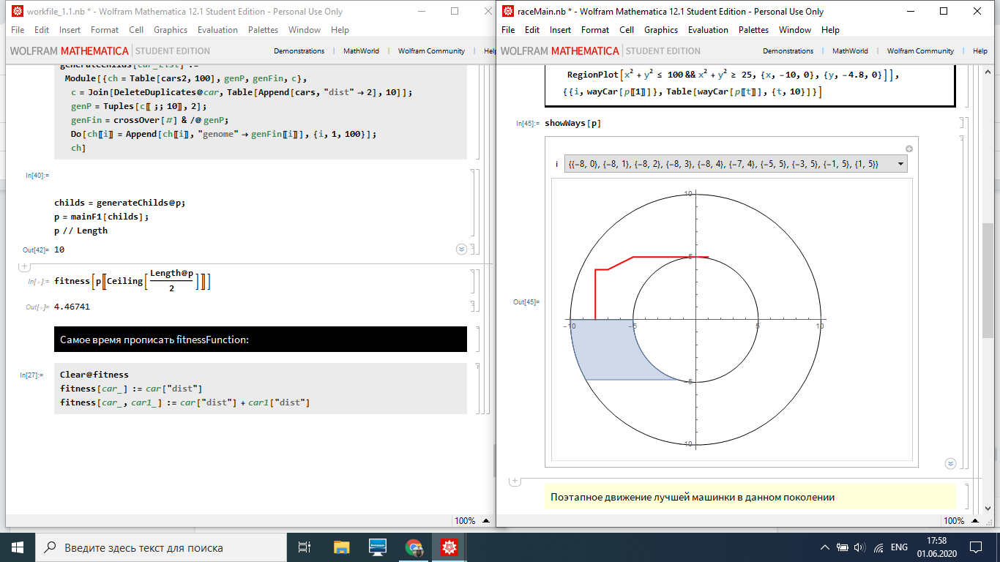 workfile_1.1.nb * - Wolfram Mathematica 12.1 Student Edition - Personal Use Only
File Edit Insert Format Cell Graphics Evaluation Palettes Window Help
WOLFRAM MATHEMATICA | STUDENT EDITION Demonstrations MathWorld Wolfram Community Help
generateChilds[car_List] :=
Module[{ch = Table[cars2, 100], genP, genFin, c},
c = Join[DeleteDuplicates@car, Table[Append[cars, "dist" → 2], 10]];
genP = Tuples[c〚 ;; 10〛, 2];
genFin = crossOver[#] & /@ genP;
Do[ch〚i〛 = Append[ch〚i〛, "genome" → genFin〚i〛], {i, 1, 100}];
ch]
In[40]:=
childs = generateChilds@p;
p = mainF1[childs];
p // Length
Out[42]= 10
In[◦]:= fitness[p〚Ceiling[Length@p/2]〛]
Out[◦]= 4.46741
Самое время прописать fitnessFunction:
In[27]:= Clear@fitness
fitness[car_] := car["dist"]
fitness[car_, car1_] := car["dist"] + car1["dist"]
100%
raceMain.nb * - Wolfram Mathematica 12.1 Student Edition - Personal Use Only
File Edit Insert Format Cell Graphics Evaluation Palettes Window Help
WOLFRAM MATHEMATICA | STUDENT EDITION Demonstrations MathWorld Wolfram Community Help
RegionPlot[x² + y² ≤ 100 && x² + y² ≥ 25, {x, -10, 0}, {y, -4.8, 0}]],
{{i, wayCar[p〚1〛]}, Table[wayCar[p〚t〛], {t, 10}]}]
In[45]:= showWays[p]
i {{-8, 0}, {-8, 1}, {-8, 2}, {-8, 3}, {-8, 4}, {-7, 4}, {-5, 5}, {-3, 5}, {-1, 5}, {1, 5}}
10
5
Out[45]=
-10 -5 5 10
-5
-10
Поэтапное движение лучшей машинки в данном поколении
100%
Введите здесь текст для поиска
ENG
17:58
01.06.2020